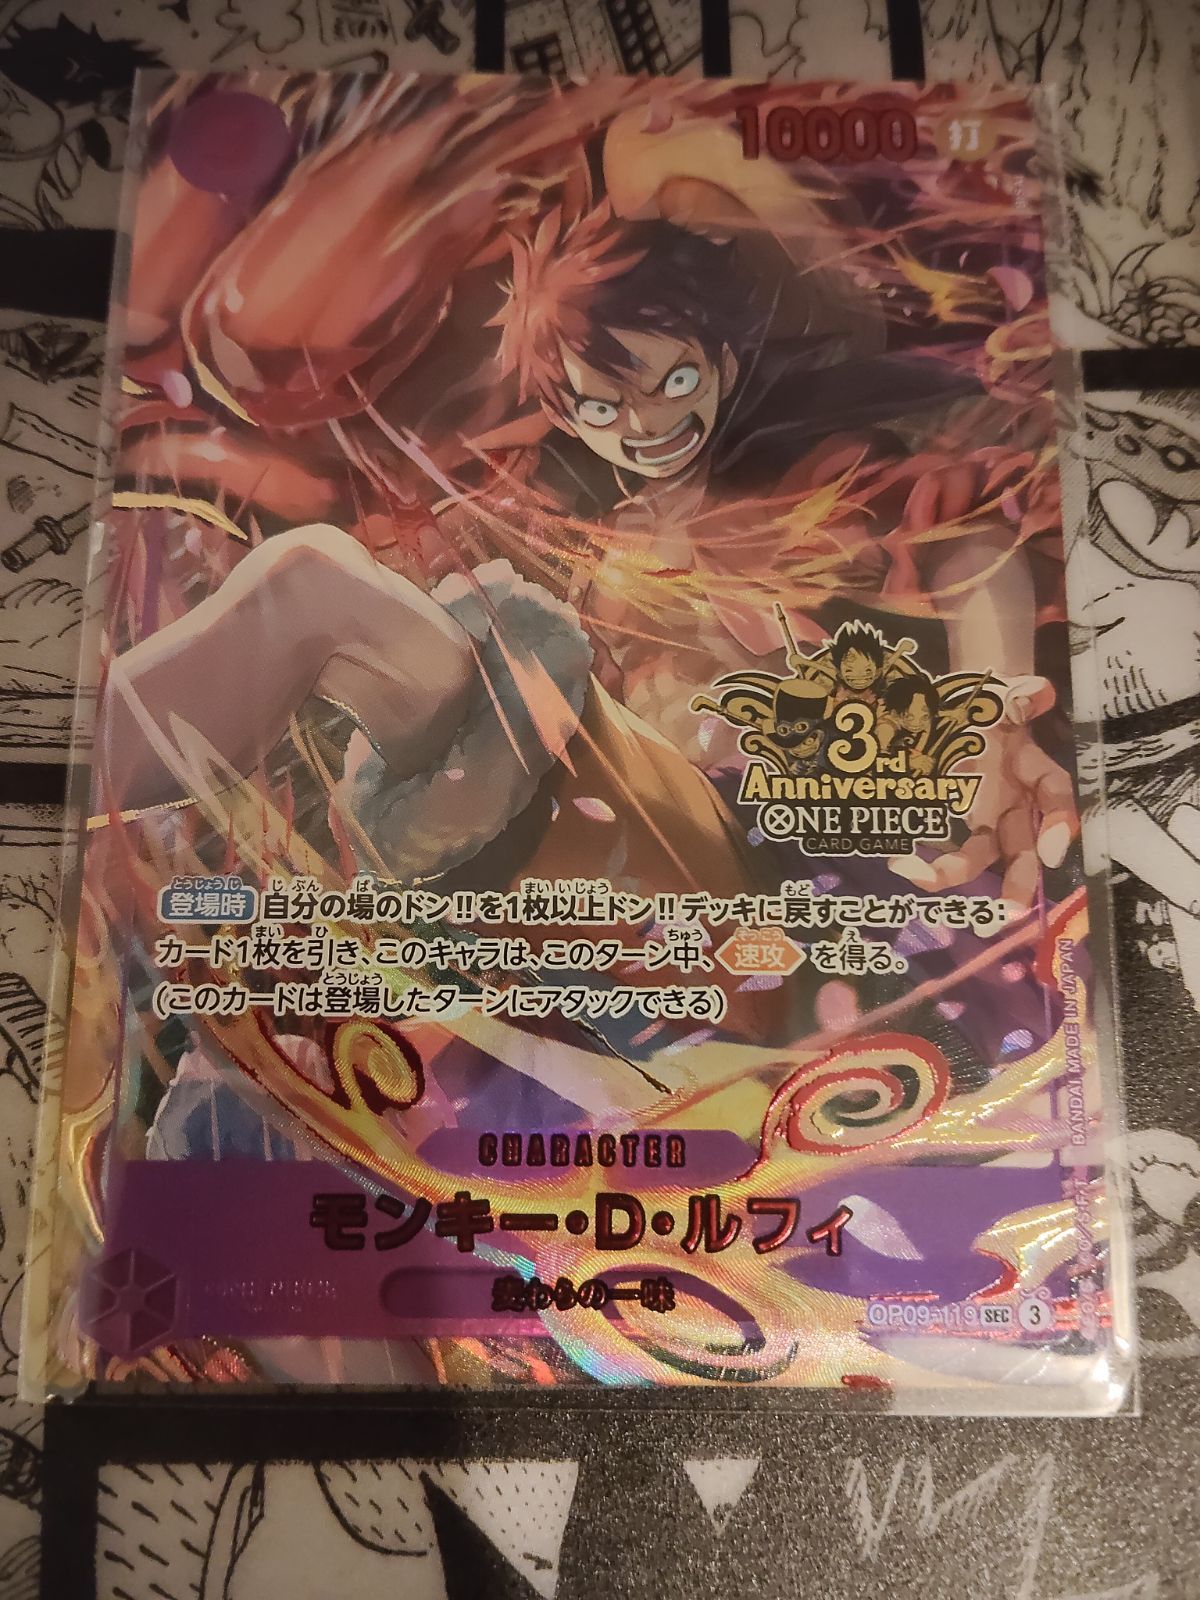 10000 打
3rd
Anniversary
ONE PIECE
CARD GAME
登場時 自分の場のドン!!を1枚以上ドン!!デッキに戻すことができる:
カード1枚を引き、このキャラは、このターン中、速攻を得る。
(このカードは登場したターンにアタックできる)
CHARACTER
モンキー・D・ルフィ
麦わらの一味
OP09-119 SEC 3
BANDAI MADE IN JAPAN